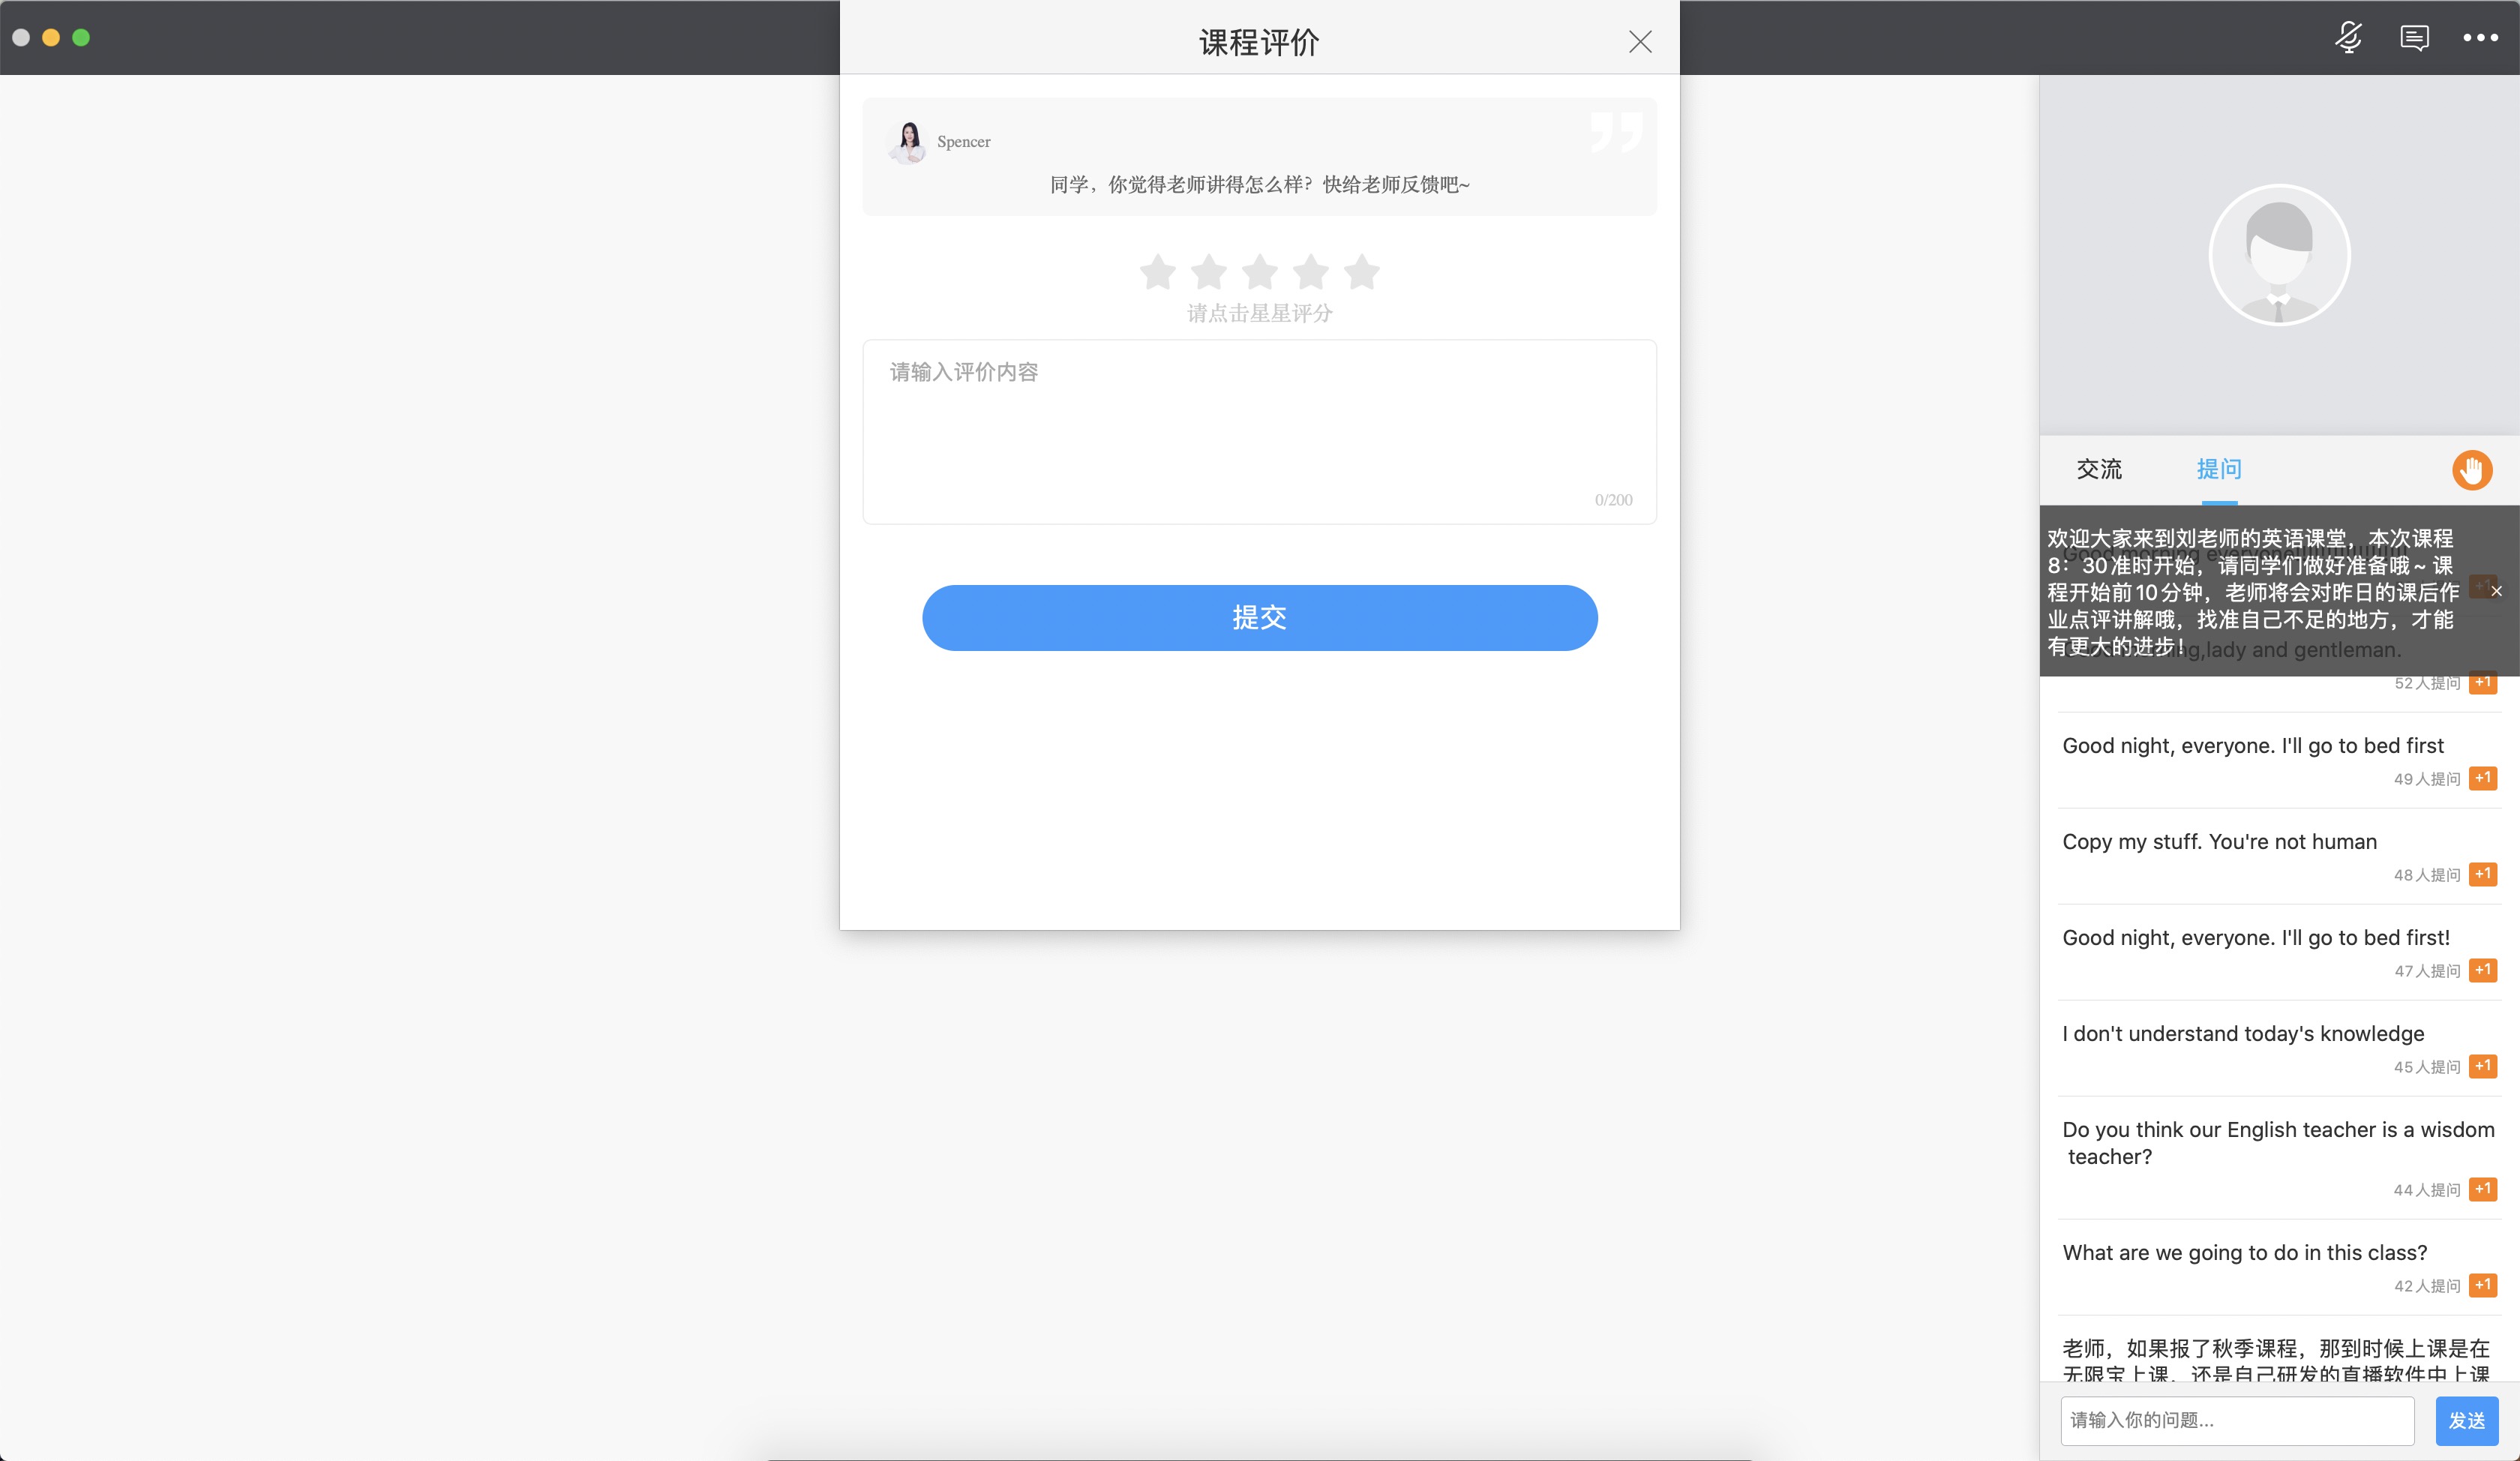 课程评价
Spencer
同学，你觉得老师讲得怎么样？快给老师反馈吧~
请点击星星评分
请输入评价内容
0/200
提交
交流
提问
欢迎大家来到刘老师的英语课堂，本次课程
8：30准时开始，请同学们做好准备哦～课
程开始前10分钟，老师将会对昨日的课后作
业点评讲解哦，找准自己不足的地方，才能
有更大的进步！
Good morning everyone
+1
lady and gentleman.
52人提问
+1
Good night, everyone. I'll go to bed first
49人提问
+1
Copy my stuff. You're not human
48人提问
+1
Good night, everyone. I'll go to bed first!
47人提问
+1
I don't understand today's knowledge
45人提问
+1
Do you think our English teacher is a wisdom
teacher?
44人提问
+1
What are we going to do in this class?
42人提问
+1
老师，如果报了秋季课程，那到时候上课是在
无限宝上课，还是自己研发的直播软件中上课
请输入你的问题...
发送